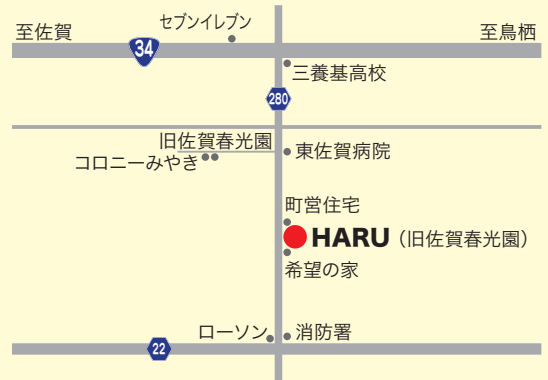 セブンイレブン
至佐賀
至鳥栖
34
三養基高校
280
旧佐賀春光園
東佐賀病院
コロニーみやき
町営住宅
HARU（旧佐賀春光園）
希望の家
ローソン
消防署
22